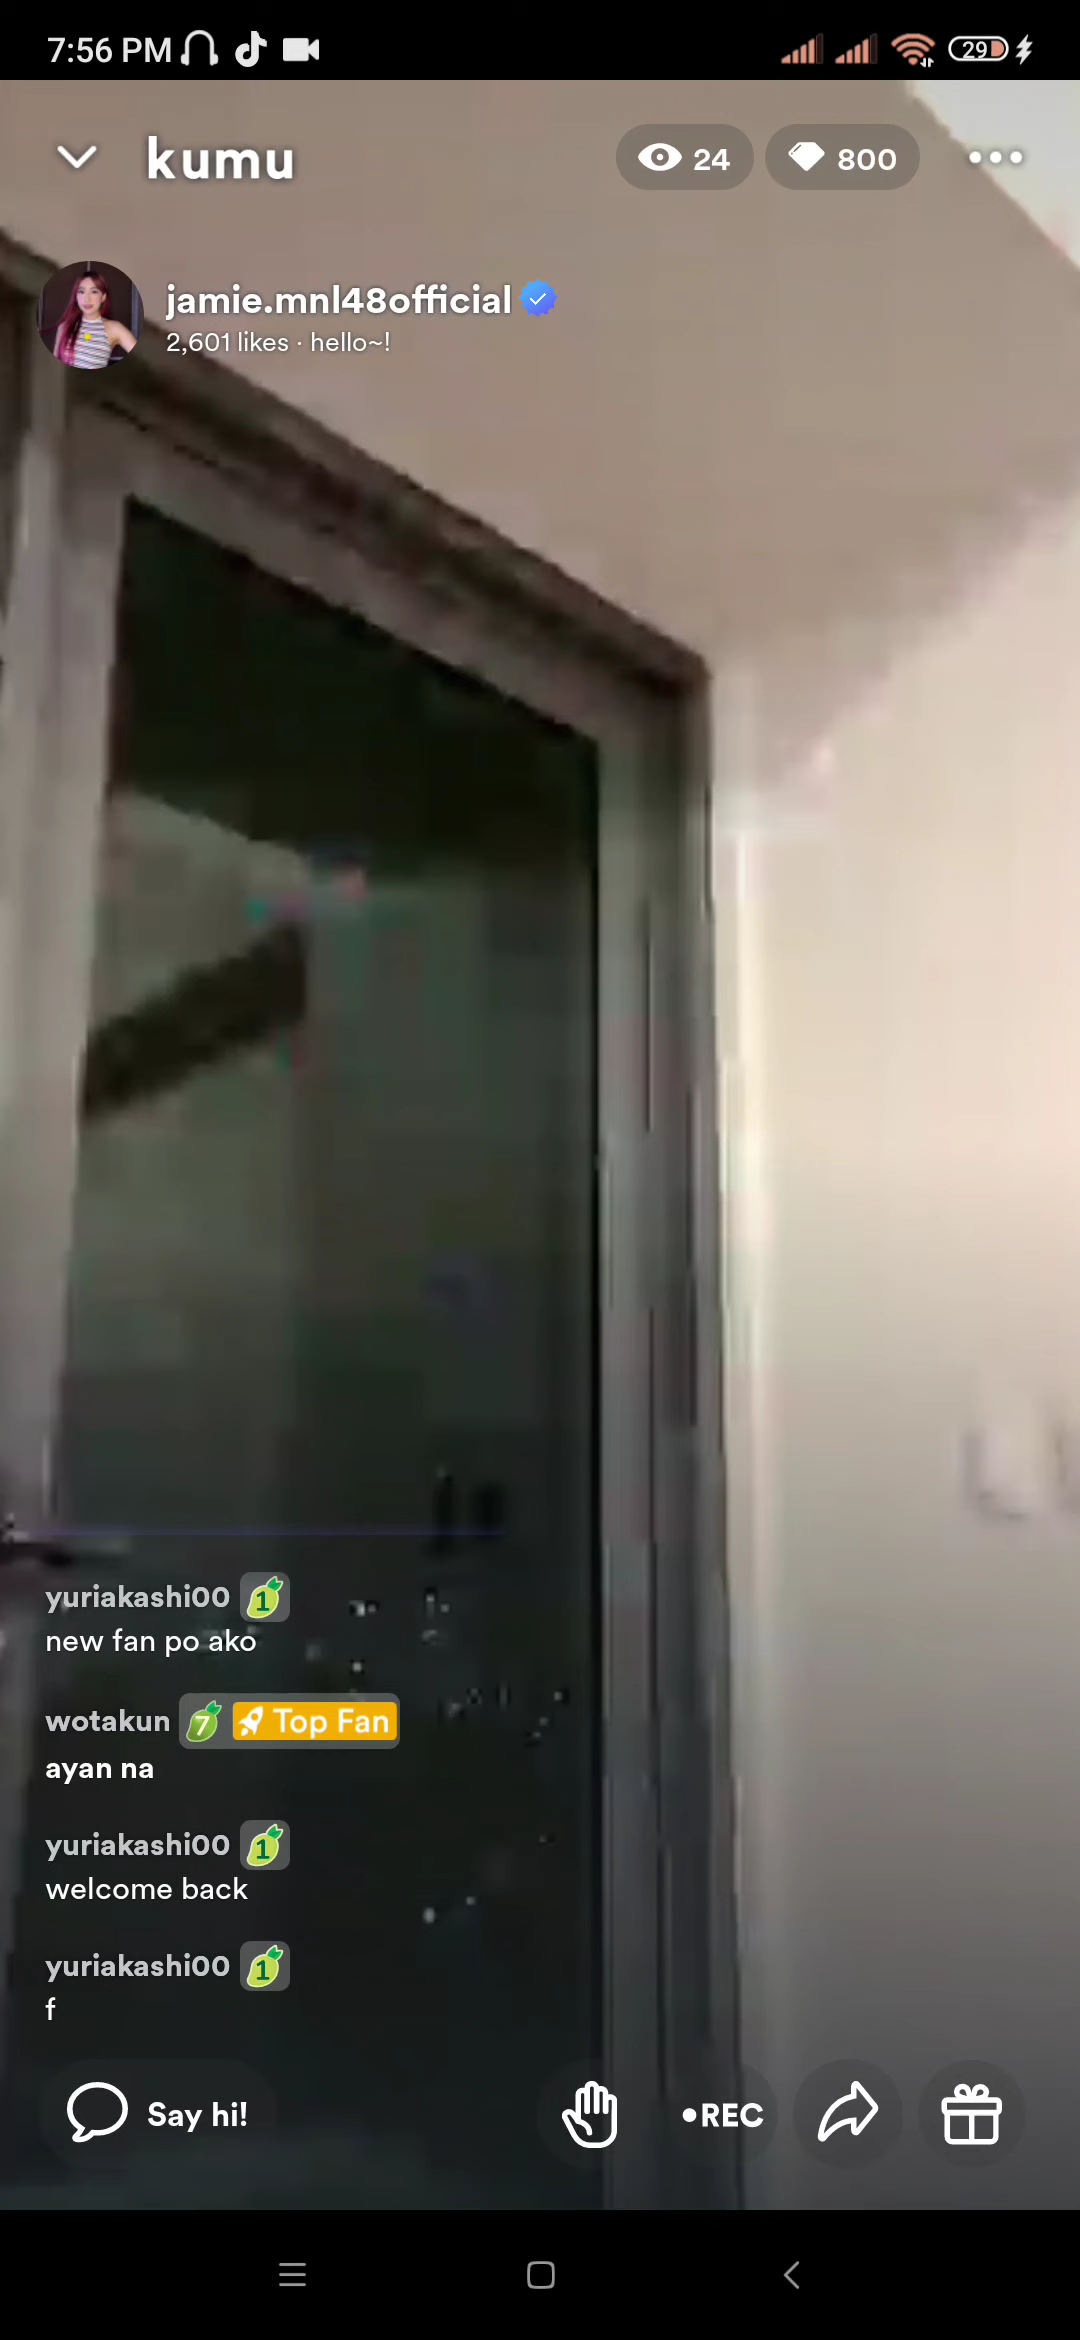 7:56 PM
29
kumu
24
800
jamie.mnl48official
2,601 likes · hello~!
yuriakashi00 1
new fan po ako
wotakun 7 Top Fan
ayan na
yuriakashi00 1
welcome back
yuriakashi00 1
f
Say hi!
•REC